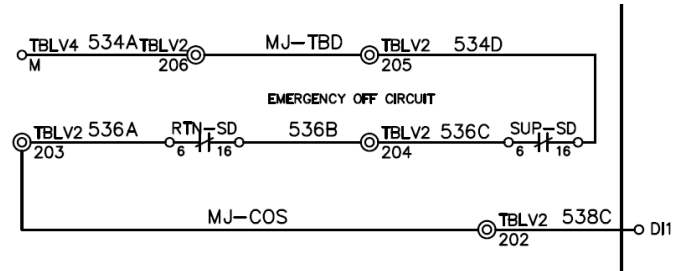 TBLV4 534A TBLV2 MJ-TBD TBLV2 534D
M 206 205
EMERGENCY OFF CIRCUIT
TBLV2 536A RTN-SD 536B TBLV2 536C SUP-SD
203 6 16 204 6 16
MJ-COS TBLV2 538C
202 DI1